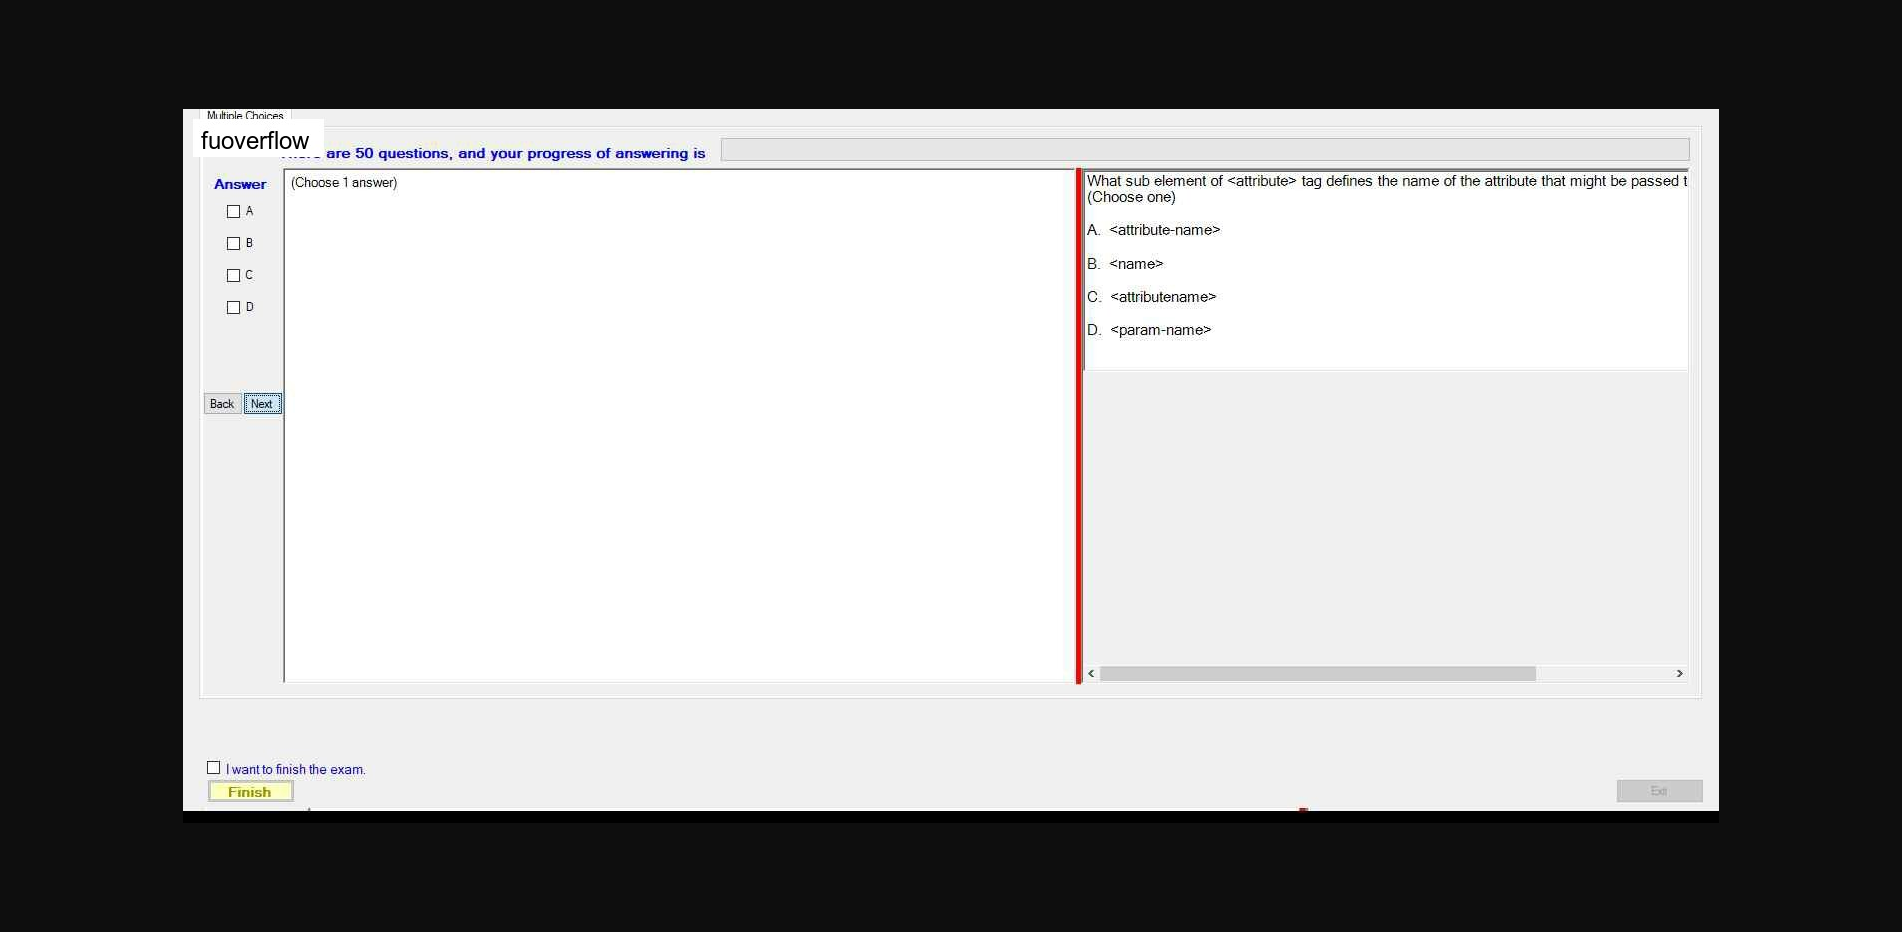 Multiple Choices
fuoverflow
are 50 questions, and your progress of answering is
Answer
(Choose 1 answer)
A
B
C
D
Back Next
What sub element of <attribute> tag defines the name of the attribute that might be passed t
(Choose one)
A. <attribute-name>
B. <name>
C. <attributename>
D. <param-name>
I want to finish the exam.
Finish
Exit